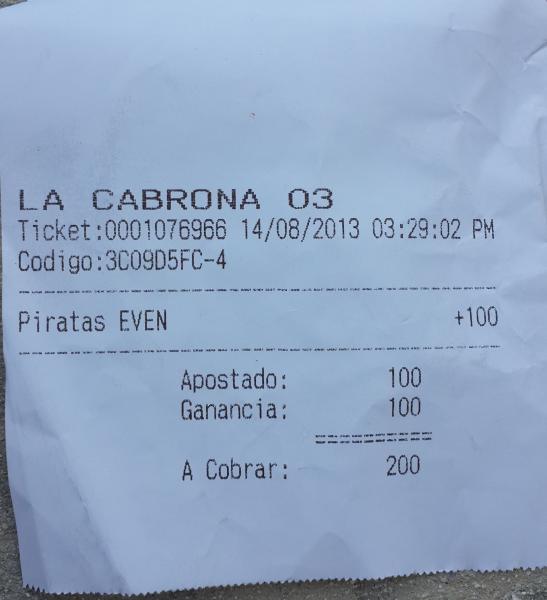 LA CABRONA 03
Ticket:0001076966 14/08/2013 03:29:02 PM
Codigo:3C09D5FC-4
Piratas EVEN +100
Apostado: 100
Ganancia: 100
A Cobrar: 200